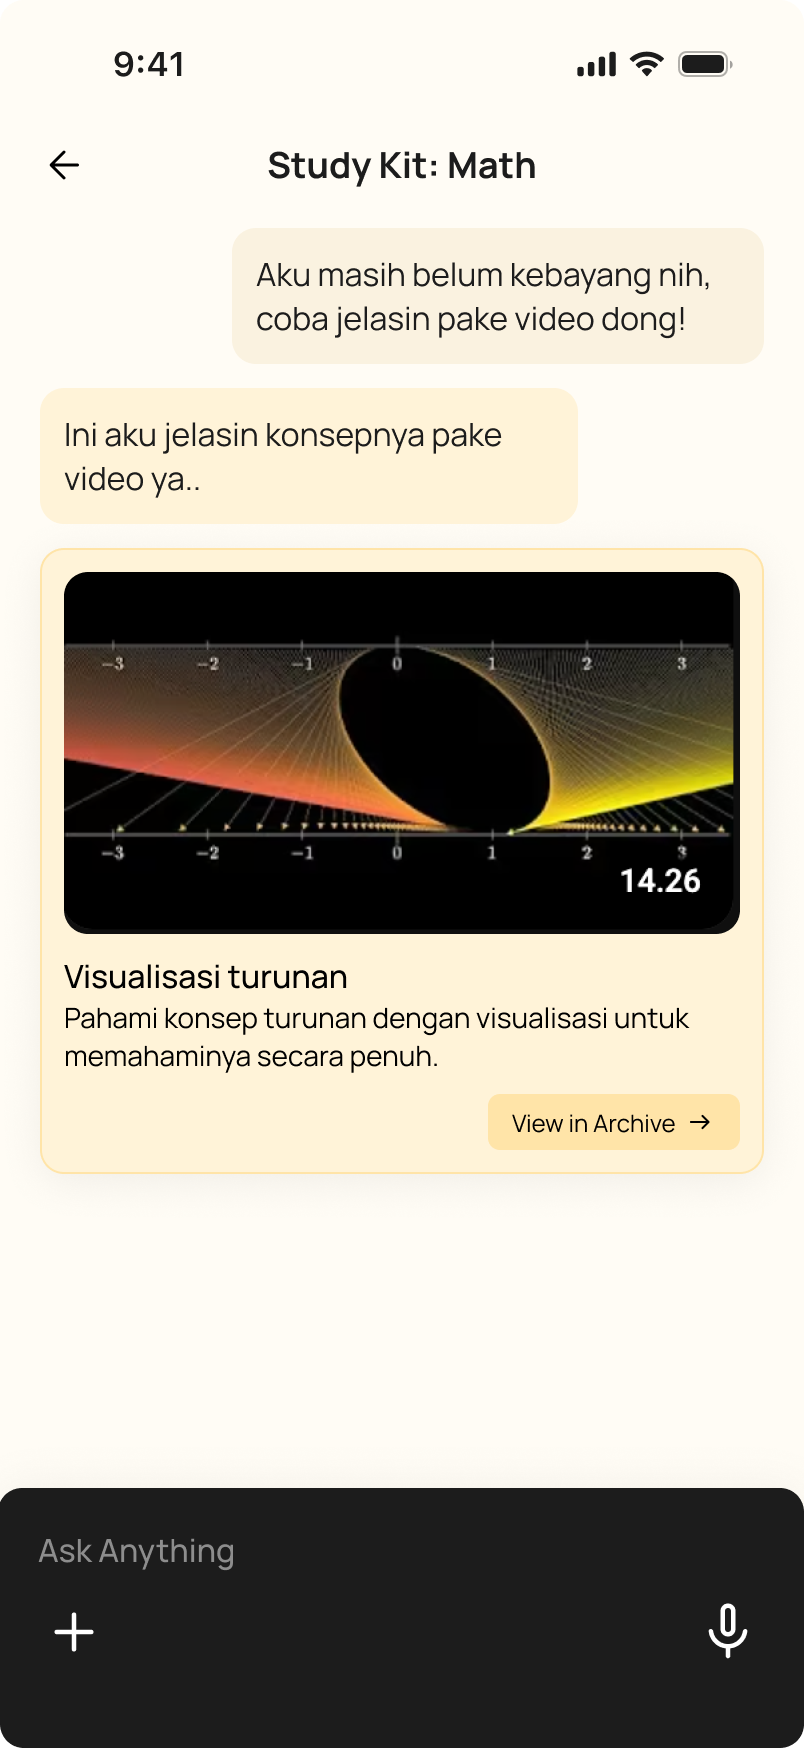 9:41
Study Kit: Math
Aku masih belum kebayang nih,
coba jelasin pake video dong!
Ini aku jelasin konsepnya pake
video ya..
−3 −2 −1 0 1 2 3
−3 −2 −1 0 1 2 3
14.26
Visualisasi turunan
Pahami konsep turunan dengan visualisasi untuk
memahaminya secara penuh.
View in Archive →
Ask Anything